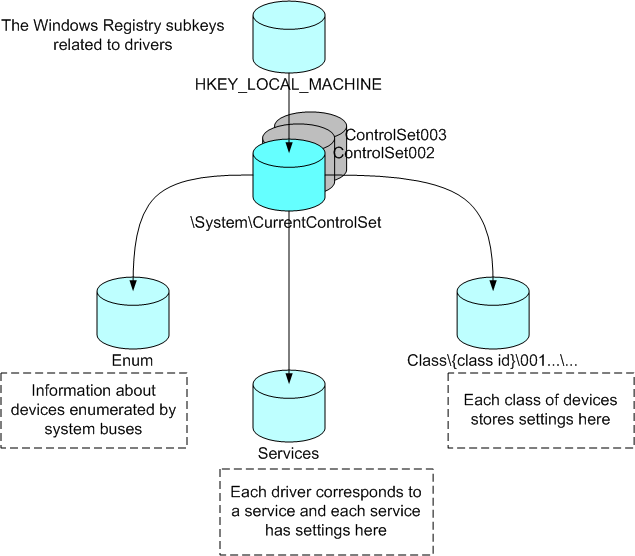 The Windows Registry subkeys
related to drivers
HKEY_LOCAL_MACHINE
ControlSet003
ControlSet002
\System\CurrentControlSet
Enum
Information about
devices enumerated by
system buses
Services
Each driver corresponds to
a service and each service
has settings here
Class\{class id}\001...\...
Each class of devices
stores settings here